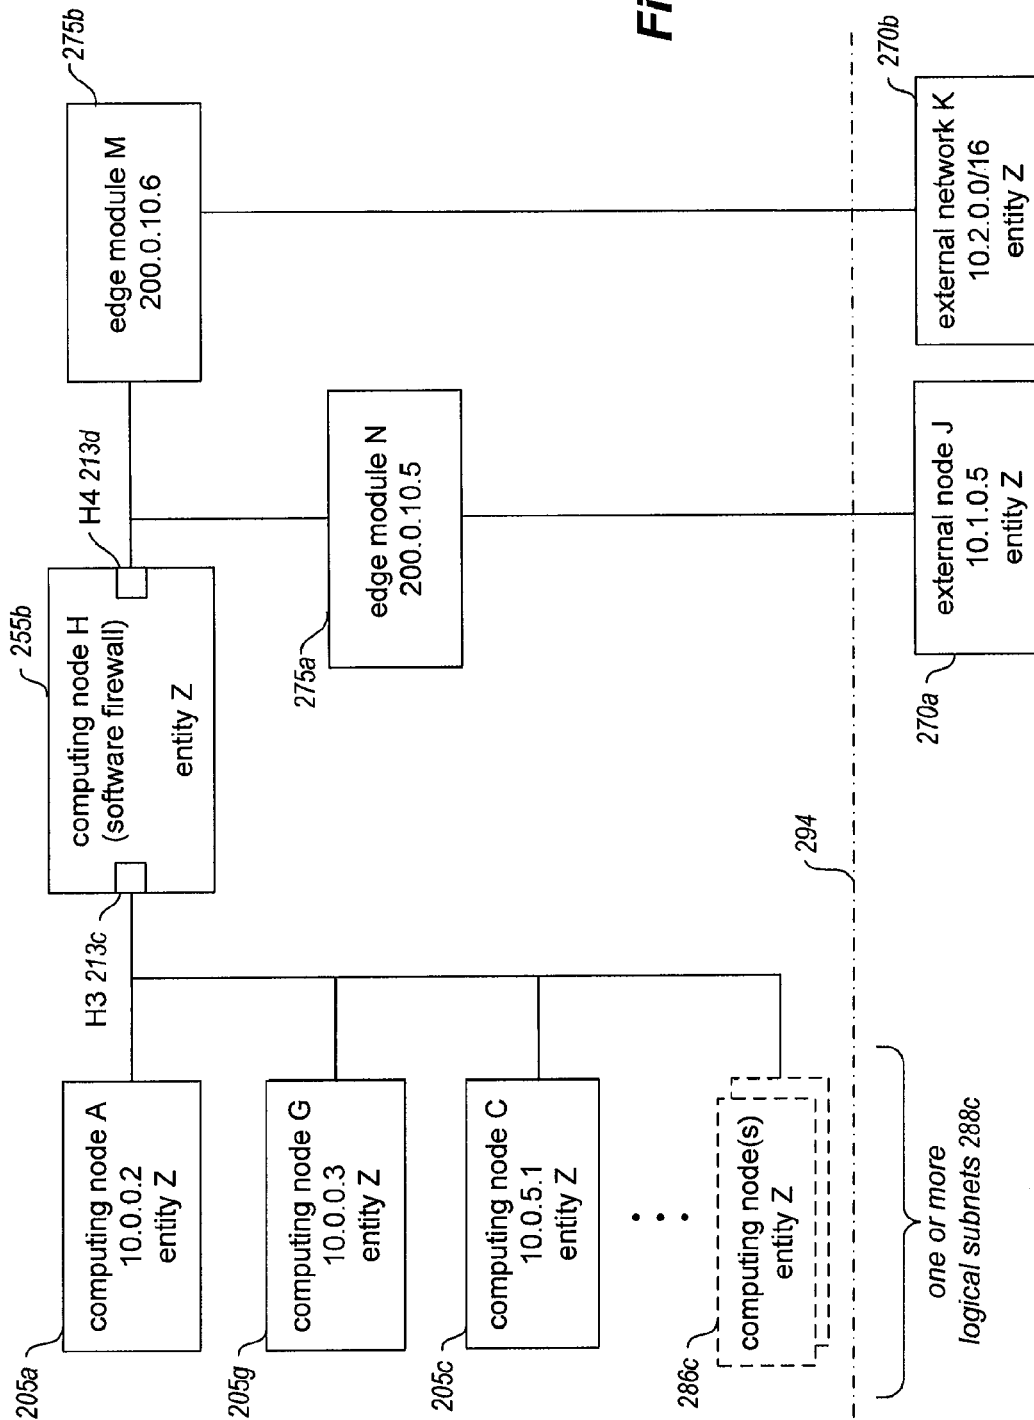 205a
computing node A
10.0.0.2
entity Z
205g
computing node G
10.0.0.3
entity Z
205c
computing node C
10.0.5.1
entity Z
286c
computing node(s)
entity Z
one or more
logical subnets 288c
H3 213c
255b
computing node H
(software firewall)
entity Z
H4 213d
275a
edge module N
200.0.10.5
275b
edge module M
200.0.10.6
294
270a
external node J
10.1.0.5
entity Z
270b
external network K
10.2.0.0/16
entity Z
Fi